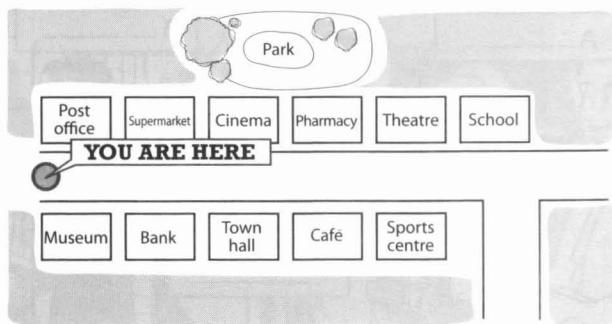 Park
Post
office
Supermarket
Cinema
Pharmacy
Theatre
School
YOU ARE HERE
Museum
Bank
Town
hall
Café
Sports
centre